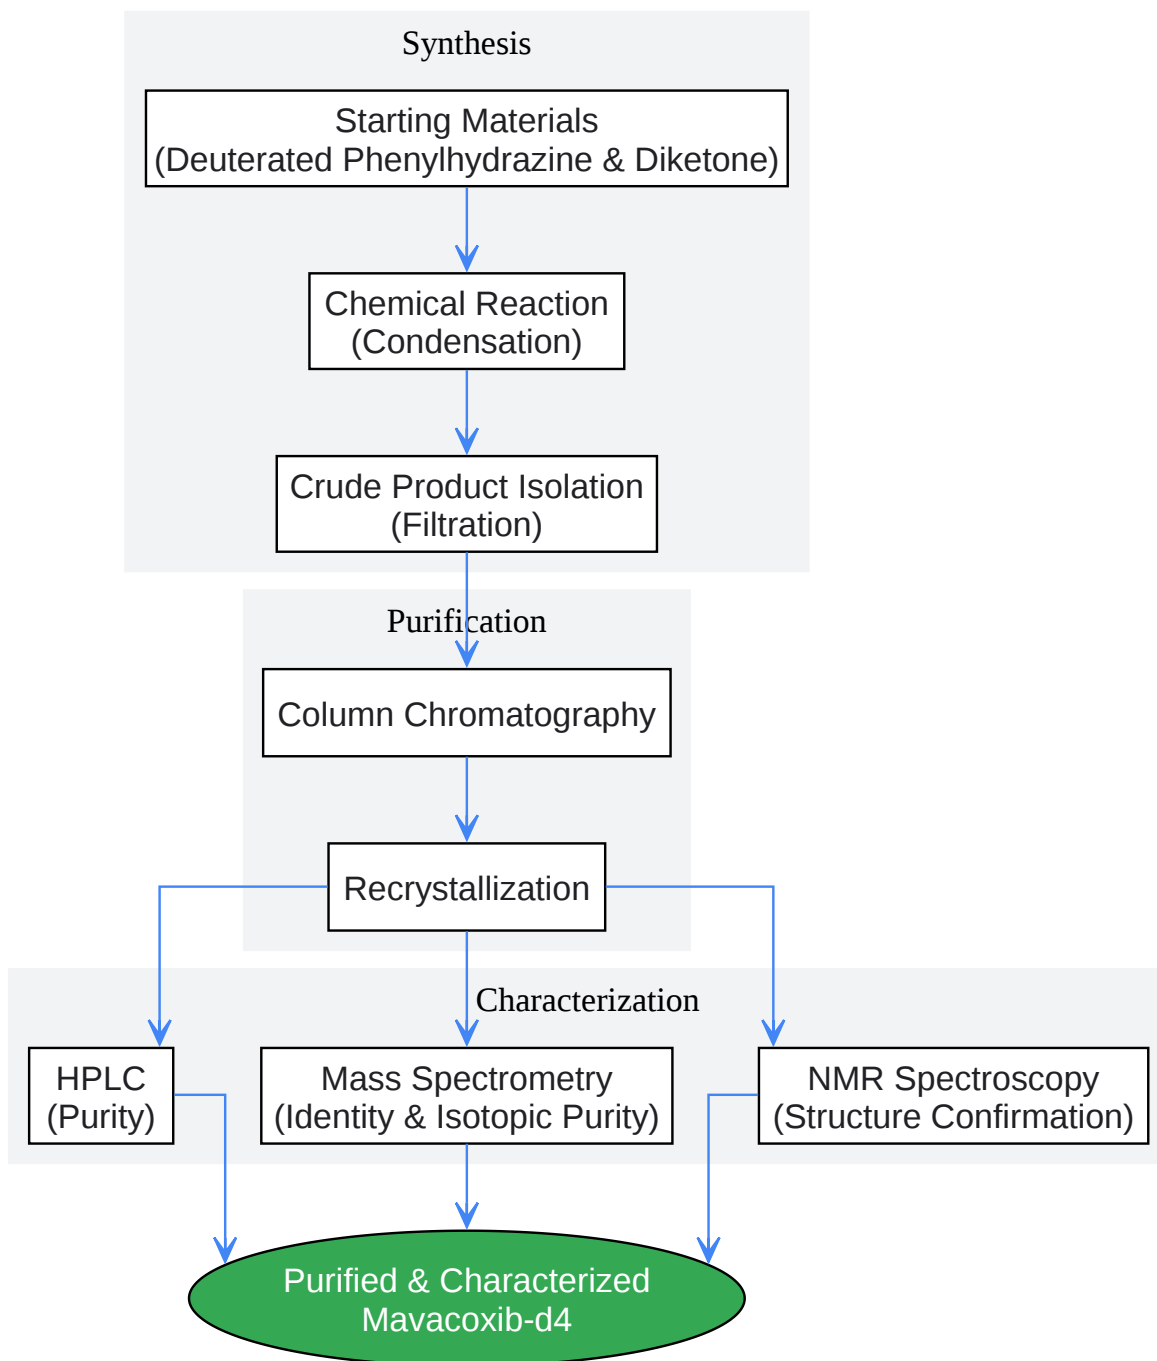 Synthesis
Starting Materials
(Deuterated Phenylhydrazine & Diketone)
Chemical Reaction
(Condensation)
Crude Product Isolation
(Filtration)
Purification
Column Chromatography
Recrystallization
Characterization
HPLC
(Purity)
Mass Spectrometry
(Identity & Isotopic Purity)
NMR Spectroscopy
(Structure Confirmation)
Purified & Characterized
Mavacoxib-d4